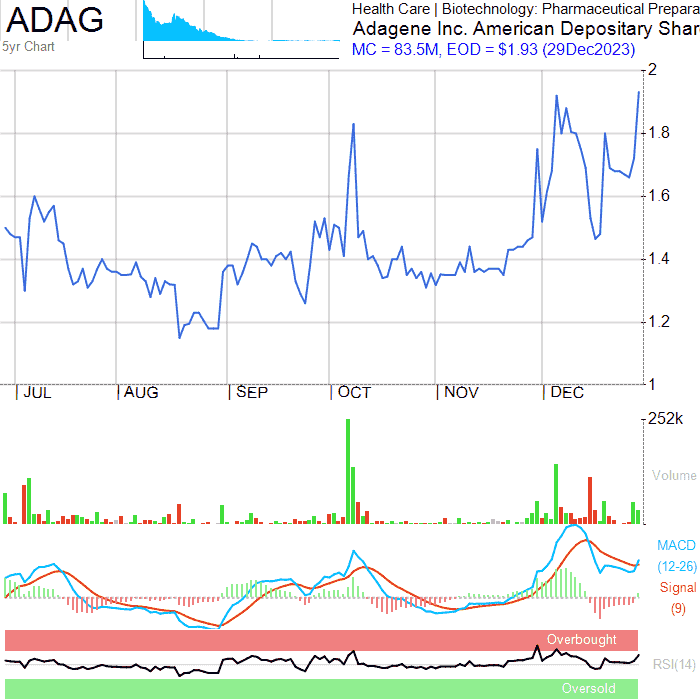 ADAG
5yr Chart
Health Care | Biotechnology: Pharmaceutical Prepara
Adagene Inc. American Depositary Shar
MC = 83.5M, EOD = $1.93 (29Dec2023)
2
1.8
1.6
1.4
1.2
1
JUL
AUG
SEP
OCT
NOV
DEC
252k
Volume
MACD
(12-26)
Signal
(9)
Overbought
RSI(14)
Oversold